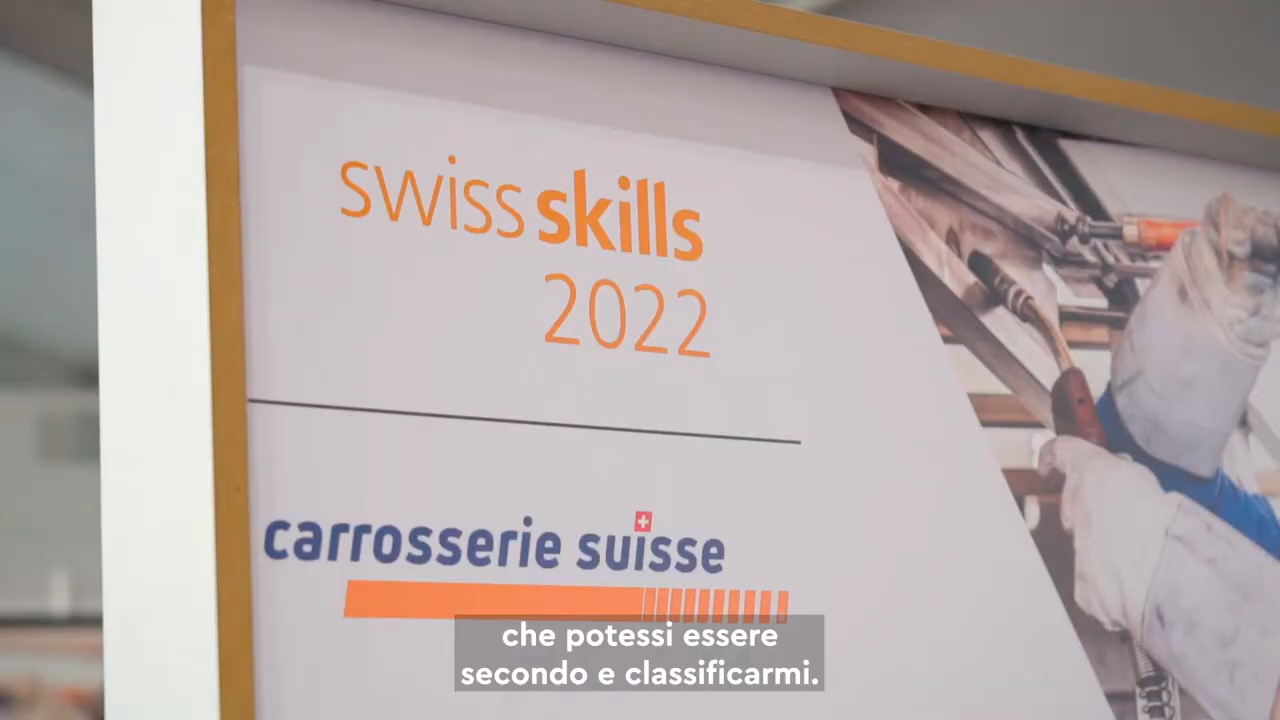 swiss skills
2022
carrosserie suisse
che potessi essere
secondo e classificarmi.